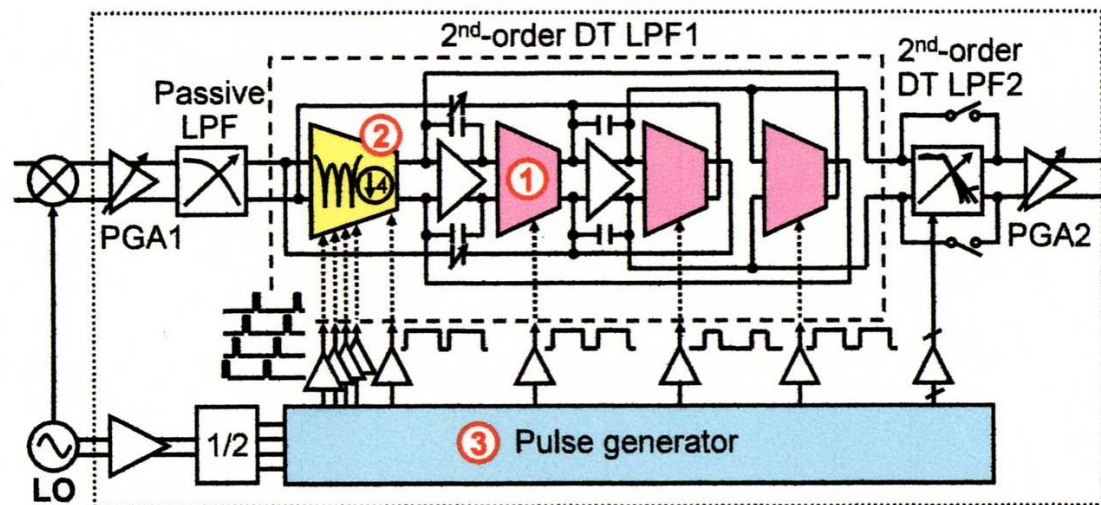 2nd-order DT LPF1
2nd-order
DT LPF2
Passive
LPF
②
↓4
①
PGA1
PGA2
LO
1/2
③ Pulse generator